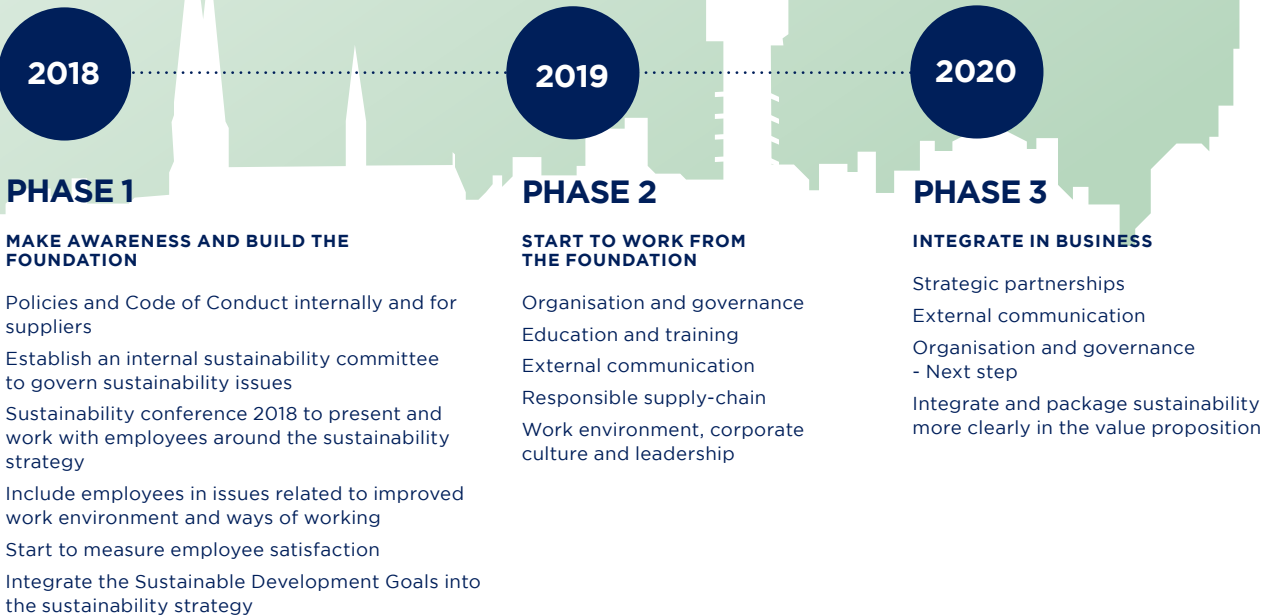 2018
PHASE 1
MAKE AWARENESS AND BUILD THE
FOUNDATION
Policies and Code of Conduct internally and for
suppliers
Establish an internal sustainability committee
to govern sustainability issues
Sustainability conference 2018 to present and
work with employees around the sustainability
strategy
Include employees in issues related to improved
work environment and ways of working
Start to measure employee satisfaction
Integrate the Sustainable Development Goals into
the sustainability strategy
2019
PHASE 2
START TO WORK FROM
THE FOUNDATION
Organisation and governance
Education and training
External communication
Responsible supply-chain
Work environment, corporate
culture and leadership
2020
PHASE 3
INTEGRATE IN BUSINESS
Strategic partnerships
External communication
Organisation and governance
- Next step
Integrate and package sustainability
more clearly in the value proposition